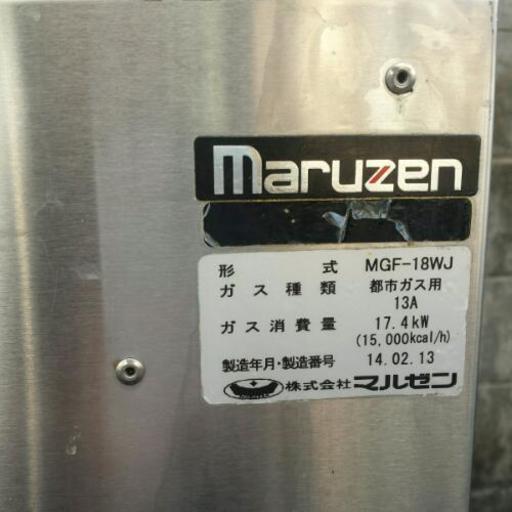 maruzen
形式 MGF-18WJ
ガス種類 都市ガス用
13A
ガス消費量 17.4kW
(15,000kcal/h)
製造年月・製造番号 14.02.13
株式会社マルゼン